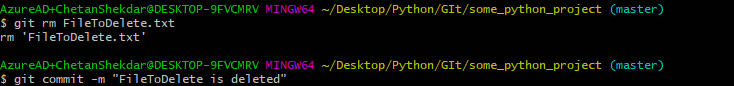 AzureAD+ChetanShekdar@DESKTOP-9FVCMRV MINGW64 ~/Desktop/Python/GIt/some_python_project (master)
$ git rm FileToDelete.txt
rm 'FileToDelete.txt'
AzureAD+ChetanShekdar@DESKTOP-9FVCMRV MINGW64 ~/Desktop/Python/GIt/some_python_project (master)
$ git commit -m "FileToDelete is deleted"